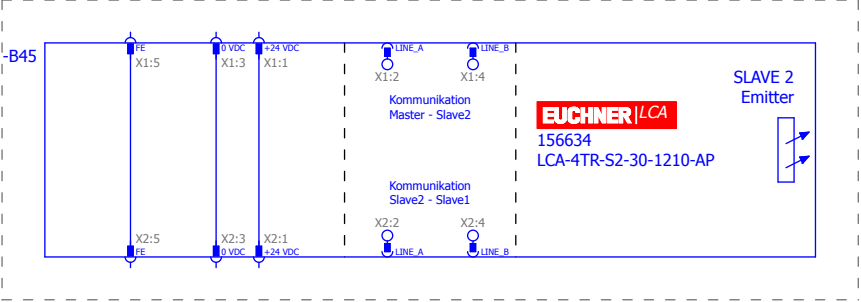 -B45
FE
0 VDC
+24 VDC
LINE_A
LINE_B
X1:5
X1:3
X1:1
X1:2
X1:4
Kommunikation
Master - Slave2
EUCHNER LCA
156634
LCA-4TR-S2-30-1210-AP
SLAVE 2
Emitter
Kommunikation
Slave2 - Slave1
X2:5
X2:3
X2:1
X2:2
X2:4
FE
0 VDC
+24 VDC
LINE_A
LINE_B